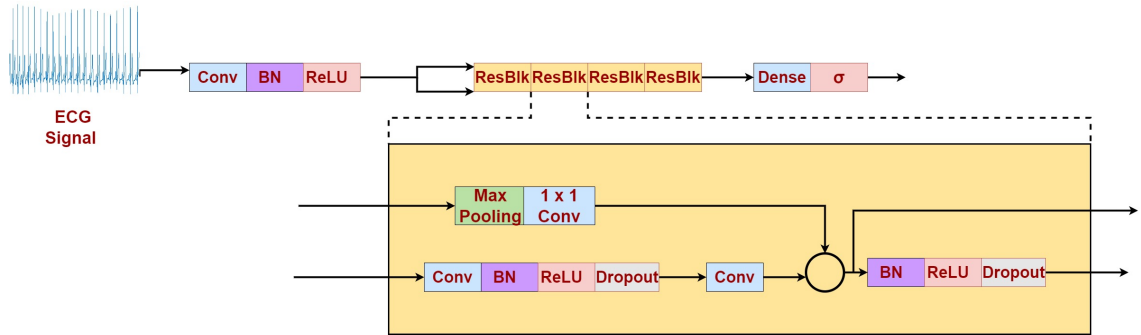 ECG
Signal
Conv BN ReLU
ResBlk ResBlk ResBlk ResBlk
Dense σ
Max
Pooling
1 x 1
Conv
Conv BN ReLU Dropout
Conv
BN ReLU Dropout